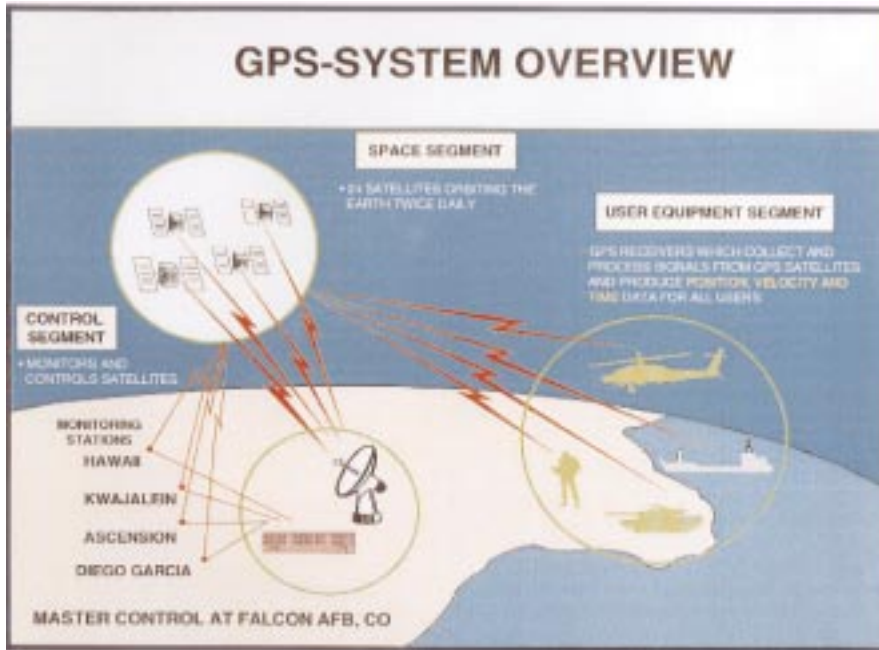 GPS-SYSTEM OVERVIEW
SPACE SEGMENT
• 24 SATELLITES ORBITING THE
EARTH TWICE DAILY
USER EQUIPMENT SEGMENT
GPS RECEIVERS WHICH COLLECT AND
PROCESS SIGNALS FROM GPS SATELLITES
AND PRODUCE POSITION, VELOCITY AND
TIME DATA FOR ALL USERS
CONTROL
SEGMENT
• MONITORS AND
CONTROLS SATELLITES
MONITORING
STATIONS
HAWAII
KWAJALEIN
ASCENSION
DIEGO GARCIA
MASTER CONTROL AT FALCON AFB, CO